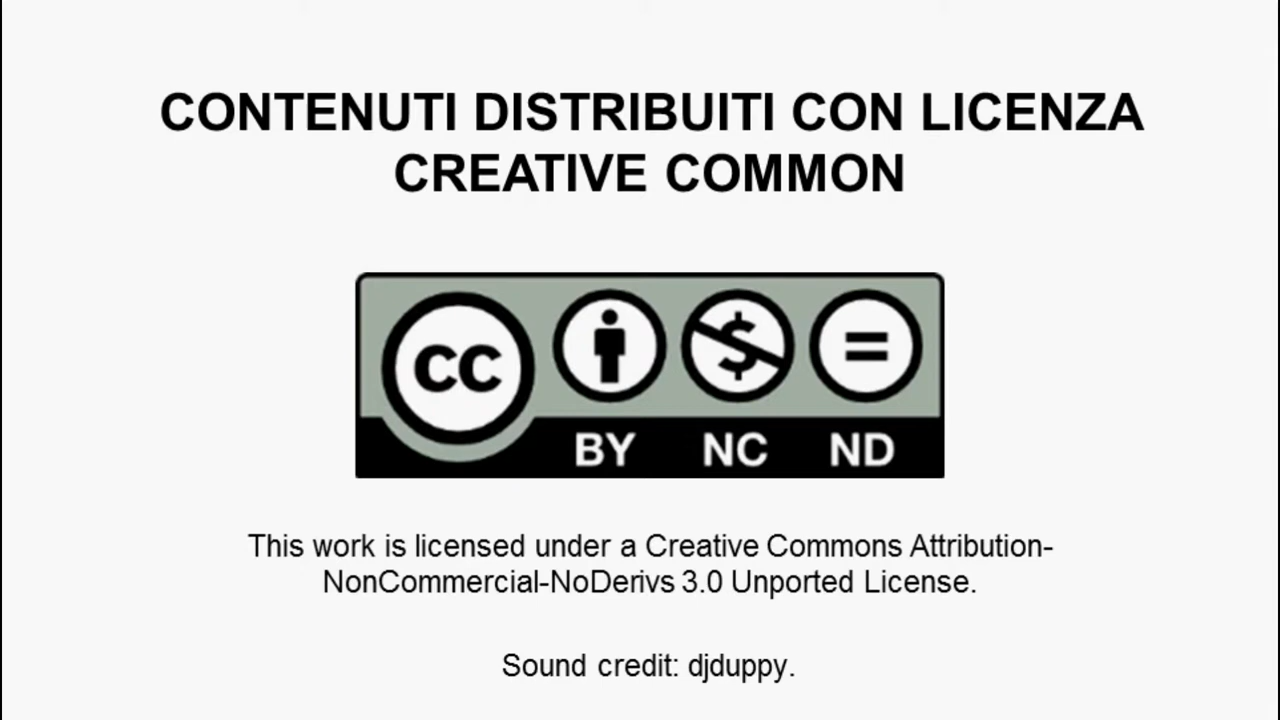 CONTENUTI DISTRIBUITI CON LICENZA
CREATIVE COMMON
CC
BY NC ND
This work is licensed under a Creative Commons Attribution-
NonCommercial-NoDerivs 3.0 Unported License.
Sound credit: djduppy.